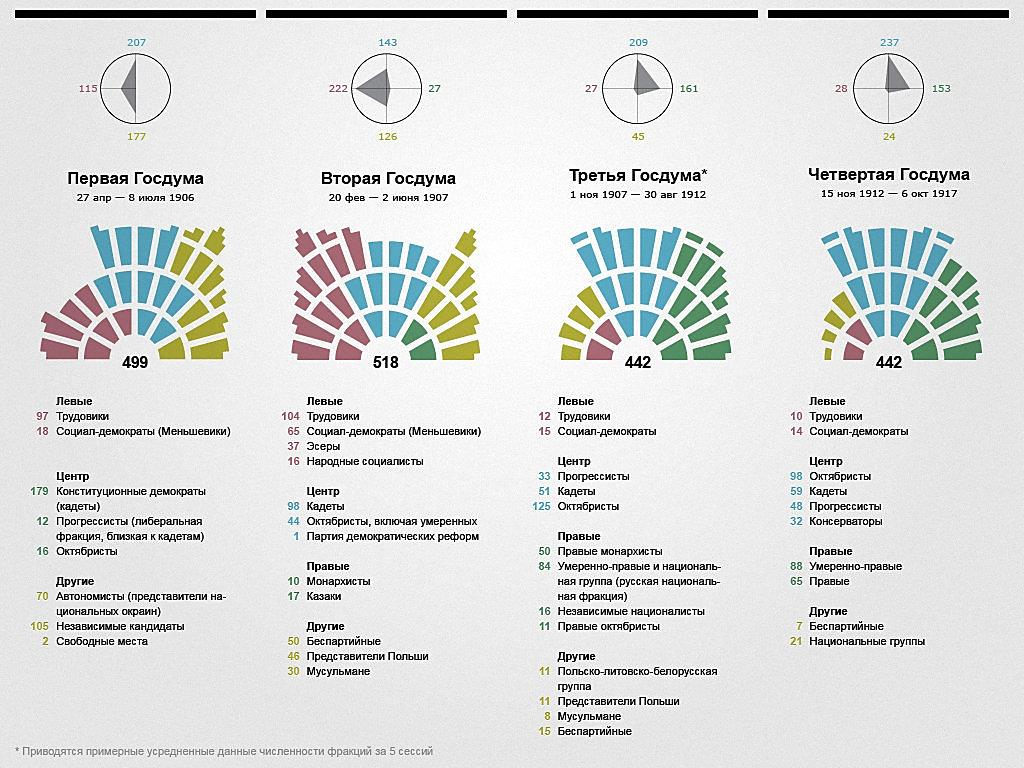 207
115
177
Первая Госдума
27 апр — 8 июля 1906
499
Левые
97 Трудовики
18 Социал-демократы (Меньшевики)
Центр
179 Конституционные демократы
(кадеты)
12 Прогрессисты (либеральная
фракция, близкая к кадетам)
16 Октябристы
Другие
70 Автономисты (представители на-
циональных окраин)
105 Независимые кандидаты
2 Свободные места
143
222 27
126
Вторая Госдума
20 фев — 2 июня 1907
518
Левые
104 Трудовики
65 Социал-демократы (Меньшевики)
37 Эсеры
16 Народные социалисты
Центр
98 Кадеты
44 Октябристы, включая умеренных
1 Партия демократических реформ
Правые
10 Монархисты
17 Казаки
Другие
50 Беспартийные
46 Представители Польши
30 Мусульмане
209
27 161
45
Третья Госдума*
1 ноя 1907 — 30 авг 1912
442
Левые
12 Трудовики
15 Социал-демократы
Центр
33 Прогрессисты
51 Кадеты
125 Октябристы
Правые
50 Правые монархисты
84 Умеренно-правые и националь-
ная группа (русская националь-
ная фракция)
16 Независимые националисты
11 Правые октябристы
Другие
11 Польско-литовско-белорусская
группа
11 Представители Польши
8 Мусульмане
15 Беспартийные
237
28 153
24
Четвертая Госдума
15 ноя 1912 — 6 окт 1917
442
Левые
10 Трудовики
14 Социал-демократы
Центр
98 Октябристы
59 Кадеты
48 Прогрессисты
32 Консерваторы
Правые
88 Умеренно-правые
65 Правые
Другие
7 Беспартийные
21 Национальные группы
* Приводятся примерные усредненные данные численности фракций за 5 сессий